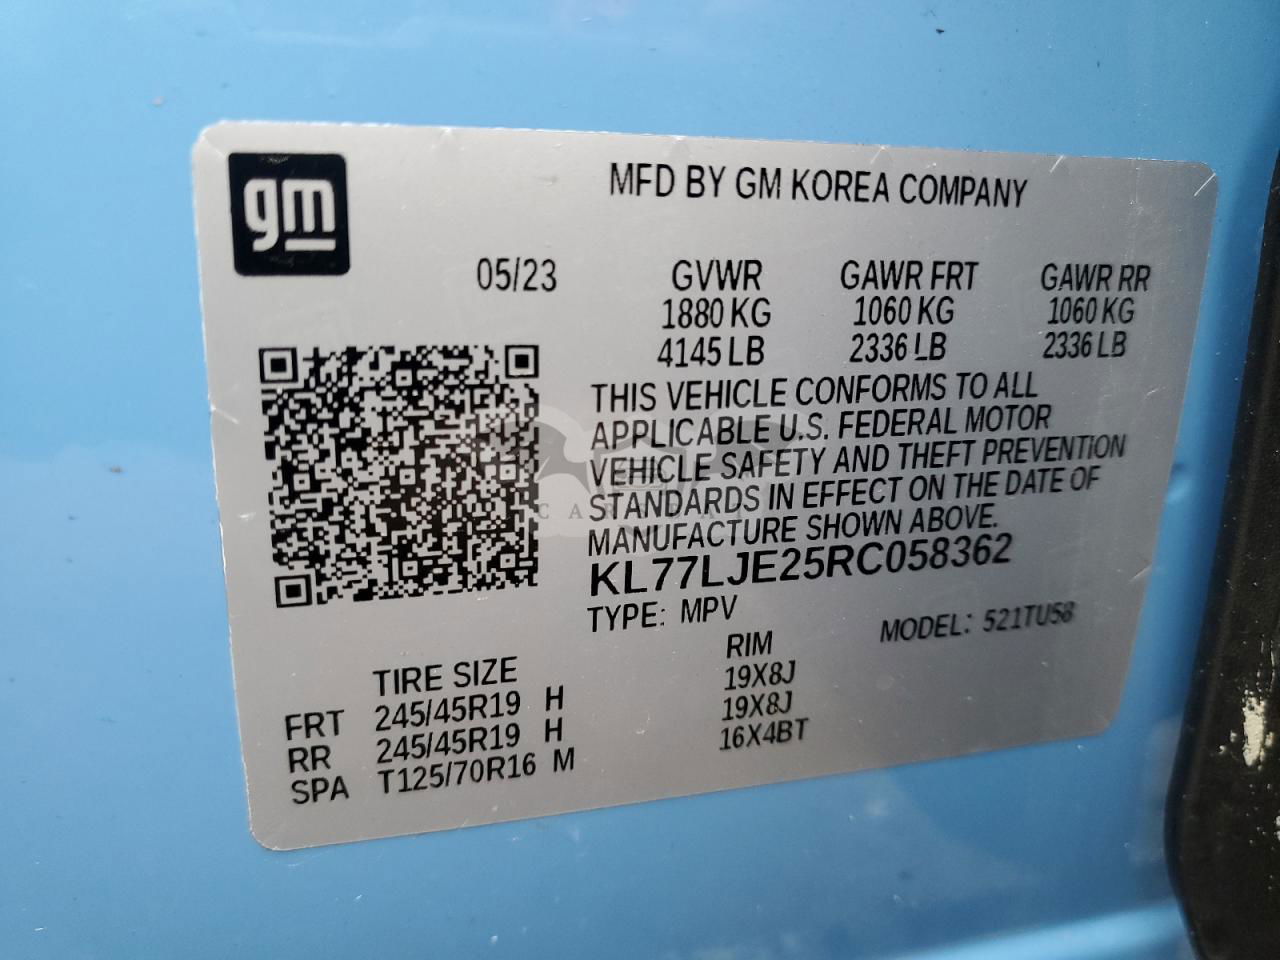 gm
MFD BY GM KOREA COMPANY
05/23 GVWR GAWR FRT GAWR RR
1880 KG 1060 KG 1060 KG
4145 LB 2336 LB 2336 LB
THIS VEHICLE CONFORMS TO ALL
APPLICABLE U.S. FEDERAL MOTOR
VEHICLE SAFETY AND THEFT PREVENTION
STANDARDS IN EFFECT ON THE DATE OF
MANUFACTURE SHOWN ABOVE.
KL77LJE25RC058362
TYPE: MPV MODEL: 521TU58
TIRE SIZE RIM
FRT 245/45R19 H 19X8J
RR 245/45R19 H 19X8J
SPA T125/70R16 M 16X4BT